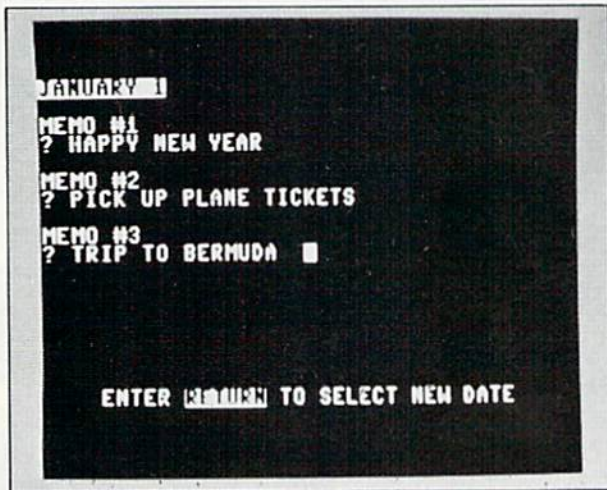 JANUARY 1
MEMO #1
? HAPPY NEW YEAR
MEMO #2
? PICK UP PLANE TICKETS
MEMO #3
? TRIP TO BERMUDA
ENTER RETURN TO SELECT NEW DATE